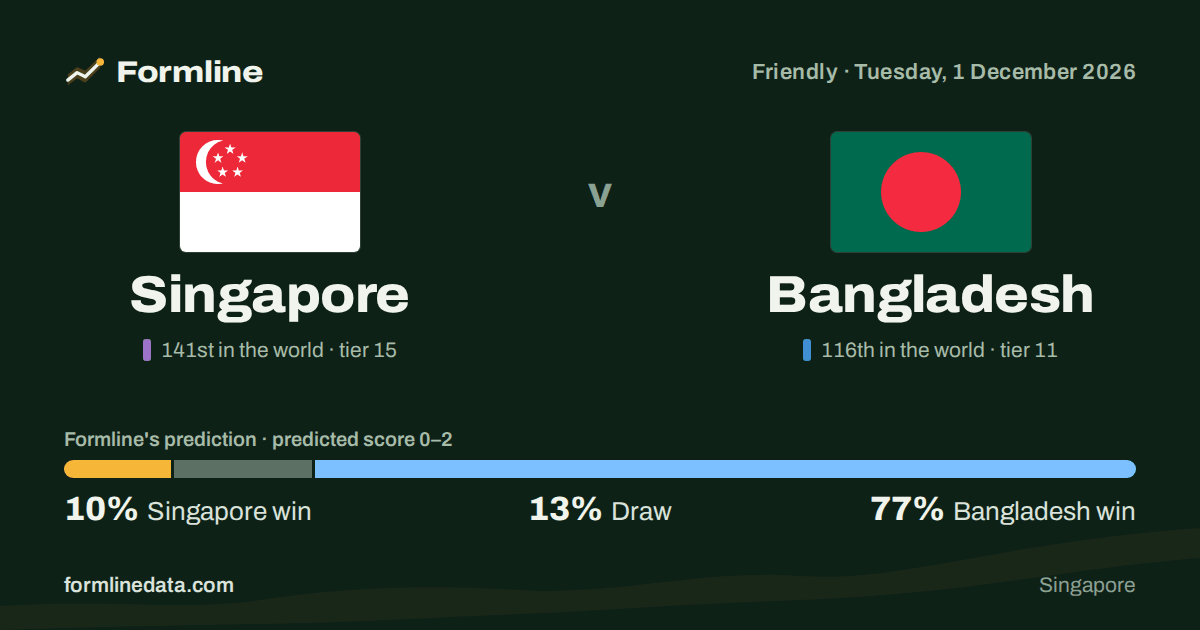 Formline
Friendly · Tuesday, 1 December 2026
v
Singapore
Bangladesh
141st in the world · tier 15
116th in the world · tier 11
Formline's prediction · predicted score 0–2
10% Singapore win
13% Draw
77% Bangladesh win
formlinedata.com
Singapore